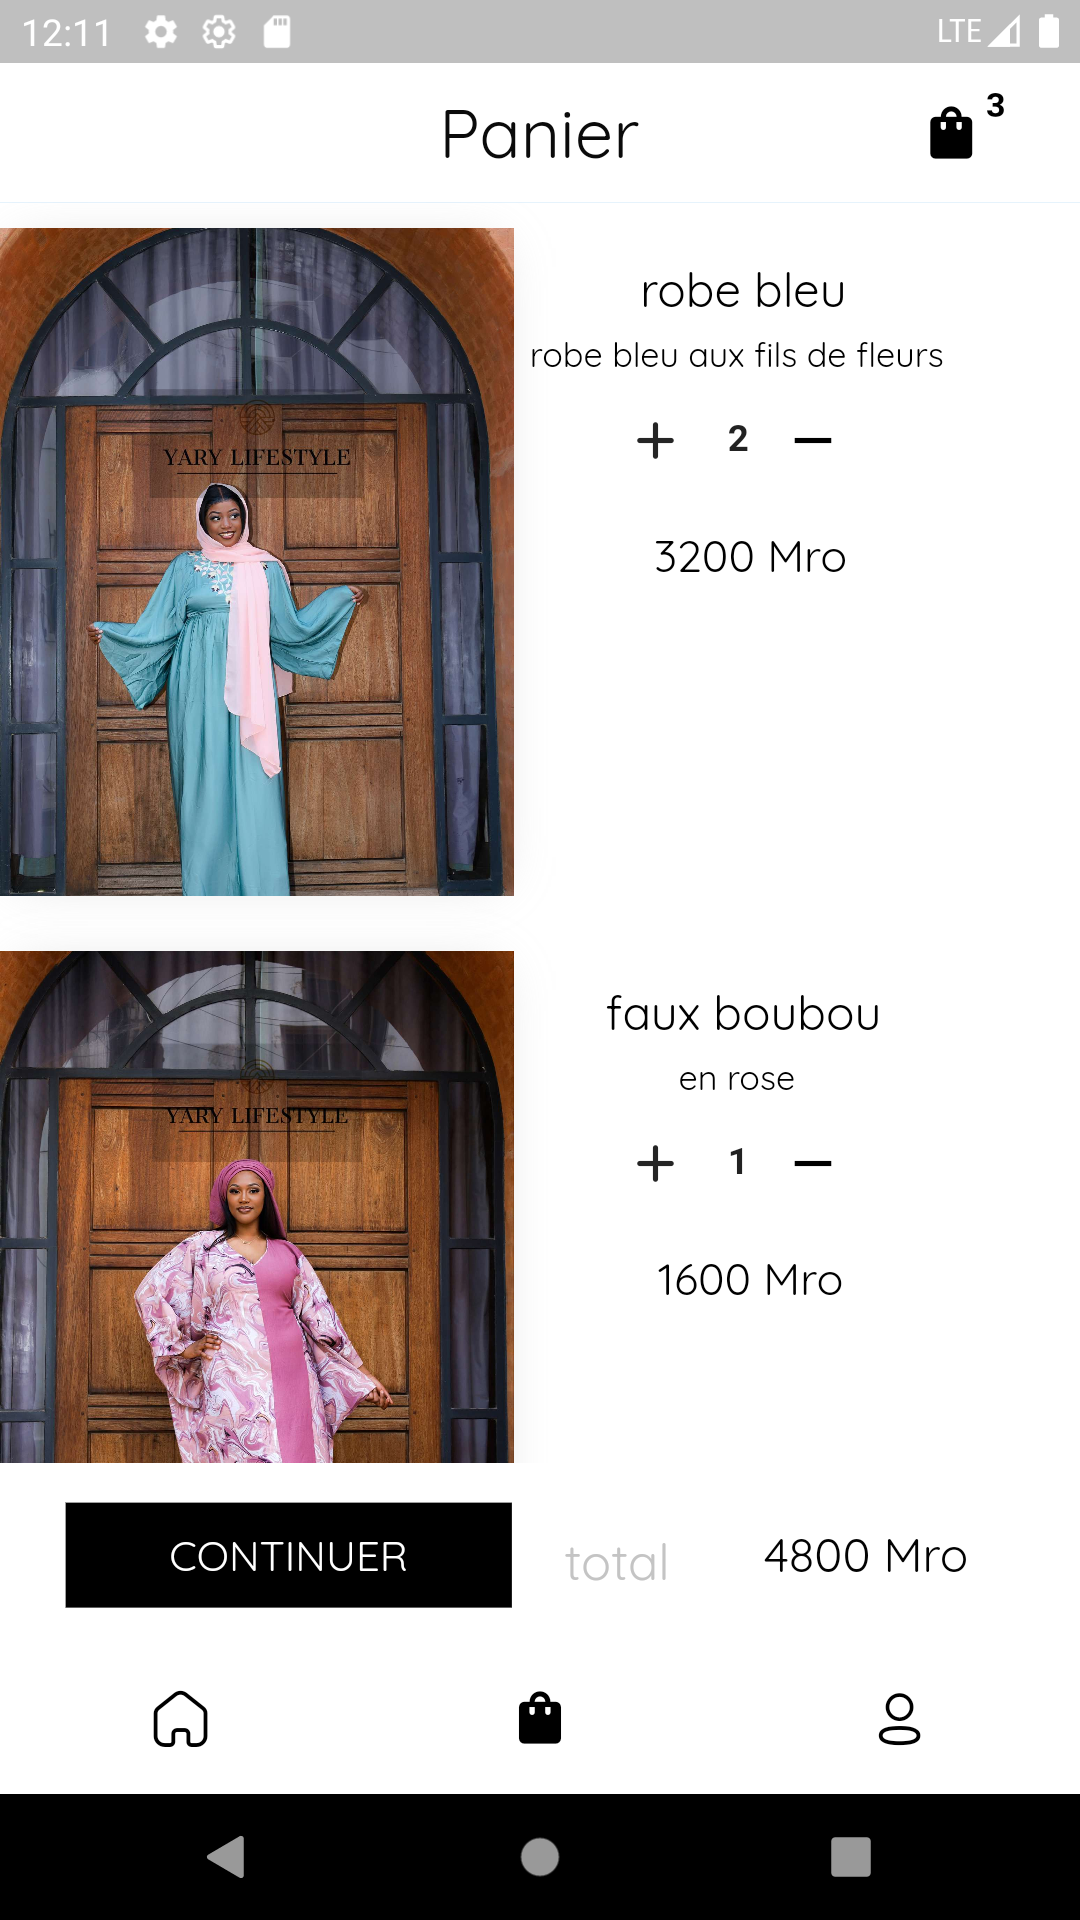 12:11
LTE
Panier
3
robe bleu
robe bleu aux fils de fleurs
2
3200 Mro
YARY LIFESTYLE
faux boubou
en rose
1
1600 Mro
YARY LIFESTYLE
CONTINUER
total
4800 Mro